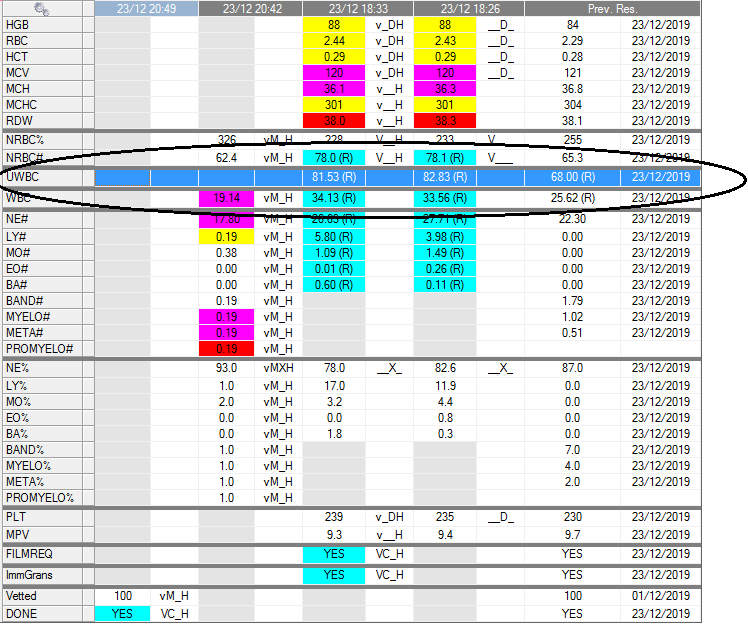 23/12 20:49 23/12 20:42 23/12 18:33 23/12 18:26 Prev. Res.
HGB 88 v_DH 88 __D_ 84 23/12/2019
RBC 2.44 v_DH 2.43 __D_ 2.29 23/12/2019
HCT 0.29 v_DH 0.29 __D_ 0.28 23/12/2019
MCV 120 v_DH 120 __D_ 121 23/12/2019
MCH 36.1 v__H 36.3 36.8 23/12/2019
MCHC 301 v__H 301 304 23/12/2019
RDW 38.0 v__H 38.3 38.1 23/12/2019
NRBC% 326 vM_H 228 V__H 233 V___ 255 23/12/2019
NRBC# 62.4 vM_H 78.0 (R) V__H 78.1 (R) V___ 65.3 23/12/2019
UWBC 81.53 (R) 82.83 (R) 68.00 (R) 23/12/2019
WBC 19.14 vM_H 34.13 (R) 33.56 (R) 25.62 (R) 23/12/2019
NE# 17.80 vM_H 27.71 (R) 22.30 23/12/2019
LY# 0.19 vM_H 5.80 (R) 3.98 (R) 0.00 23/12/2019
MO# 0.38 vM_H 1.09 (R) 1.49 (R) 0.00 23/12/2019
EO# 0.00 vM_H 0.01 (R) 0.26 (R) 0.00 23/12/2019
BA# 0.00 vM_H 0.60 (R) 0.11 (R) 0.00 23/12/2019
BAND# 0.19 vM_H 1.79 23/12/2019
MYELO# 0.19 vM_H 1.02 23/12/2019
META# 0.19 vM_H 0.51 23/12/2019
PROMYELO# 0.19 vM_H
NE% 93.0 vMXH 78.0 __X_ 82.6 __X_ 87.0 23/12/2019
LY% 1.0 vM_H 17.0 11.9 0.0 23/12/2019
MO% 2.0 vM_H 3.2 4.4 0.0 23/12/2019
EO% 0.0 vM_H 0.0 0.8 0.0 23/12/2019
BA% 0.0 vM_H 1.8 0.3 0.0 23/12/2019
BAND% 1.0 vM_H 7.0 23/12/2019
MYELO% 1.0 vM_H 4.0 23/12/2019
META% 1.0 vM_H 2.0 23/12/2019
PROMYELO% 1.0 vM_H
PLT 239 v_DH 235 __D_ 230 23/12/2019
MPV 9.3 v__H 9.4 9.7 23/12/2019
FILMREQ YES VC_H YES 23/12/2019
ImmGrans YES VC_H YES 23/12/2019
Vetted 100 vM_H 100 01/12/2019
DONE YES VC_H YES 23/12/2019